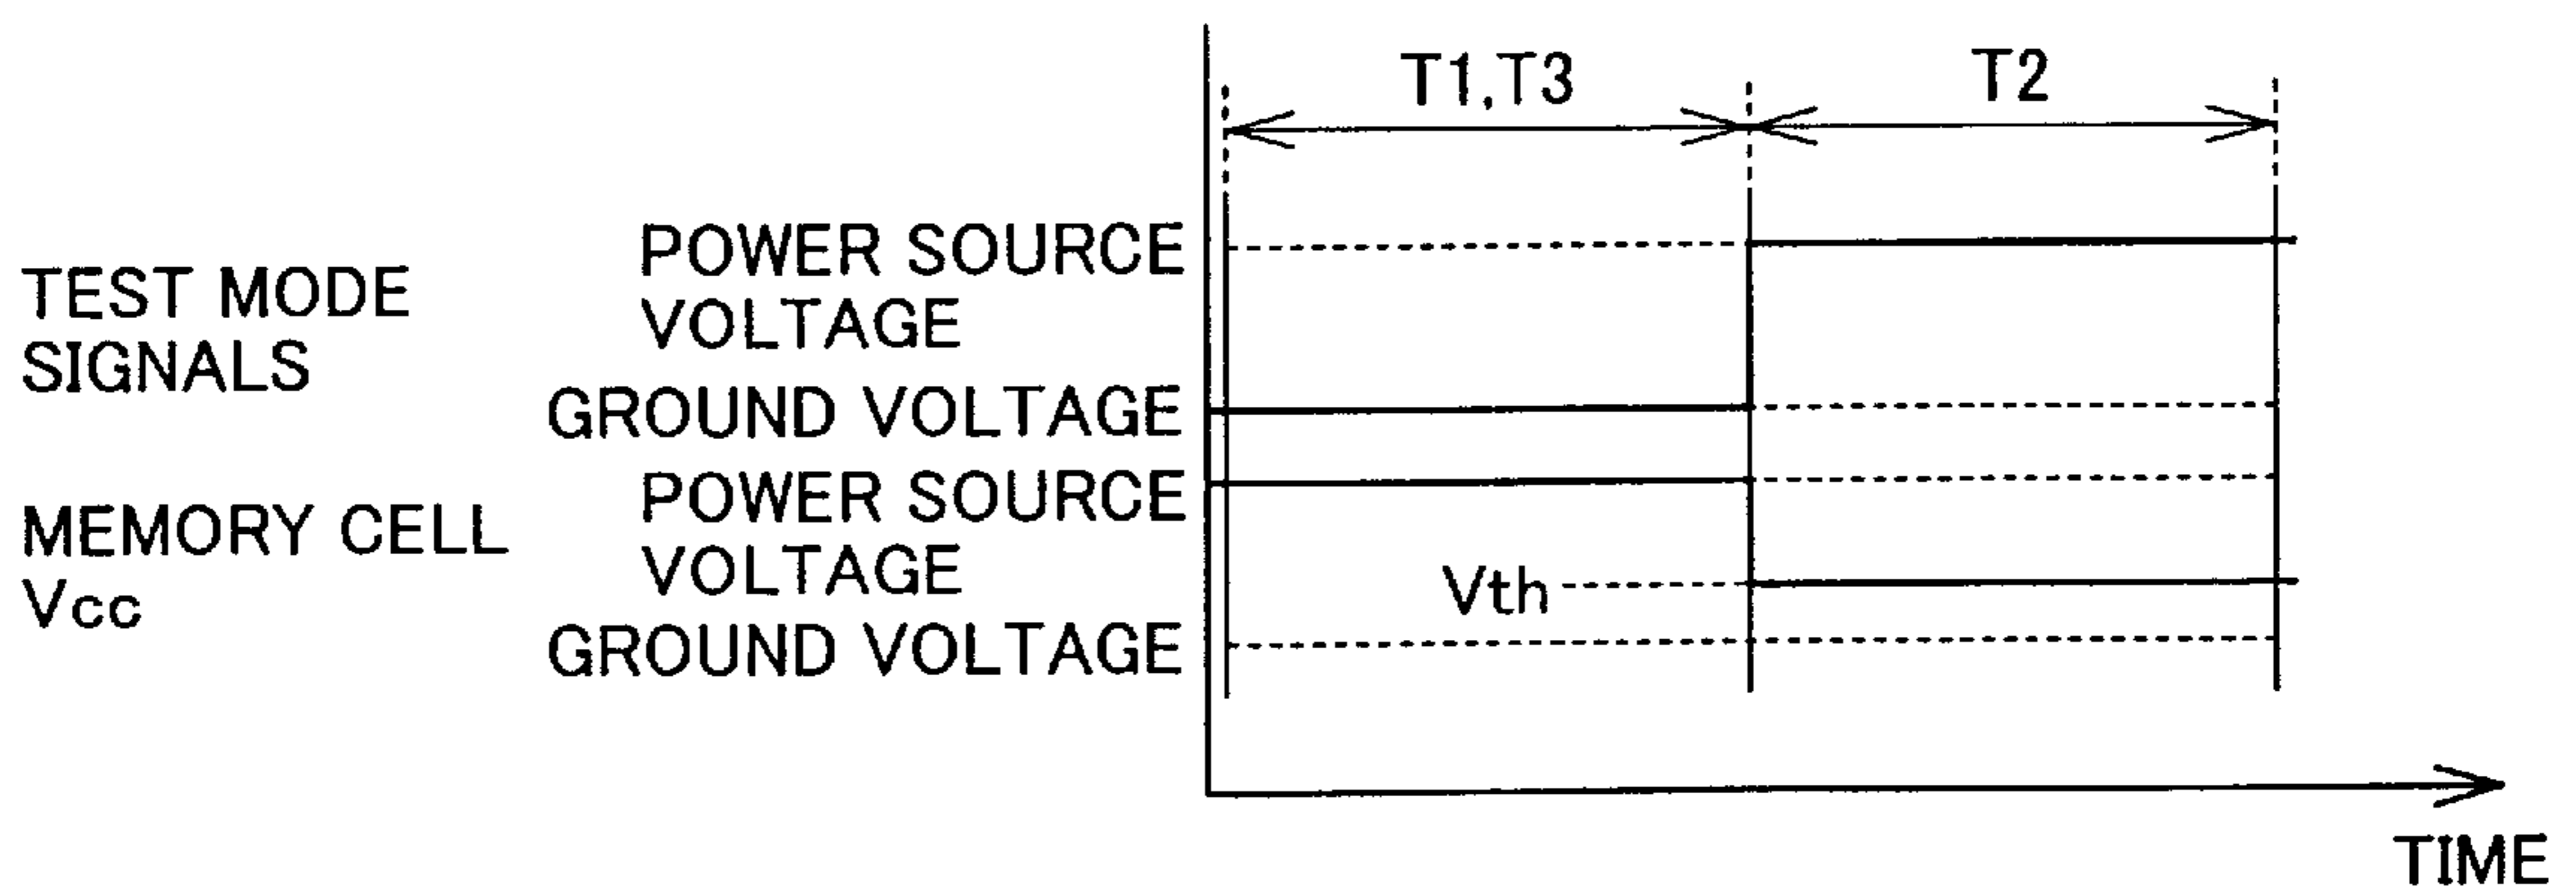 T1,T3
T2
TEST MODE
SIGNALS
POWER SOURCE
VOLTAGE
GROUND VOLTAGE
MEMORY CELL
Vcc
POWER SOURCE
VOLTAGE
Vth
GROUND VOLTAGE
TIME